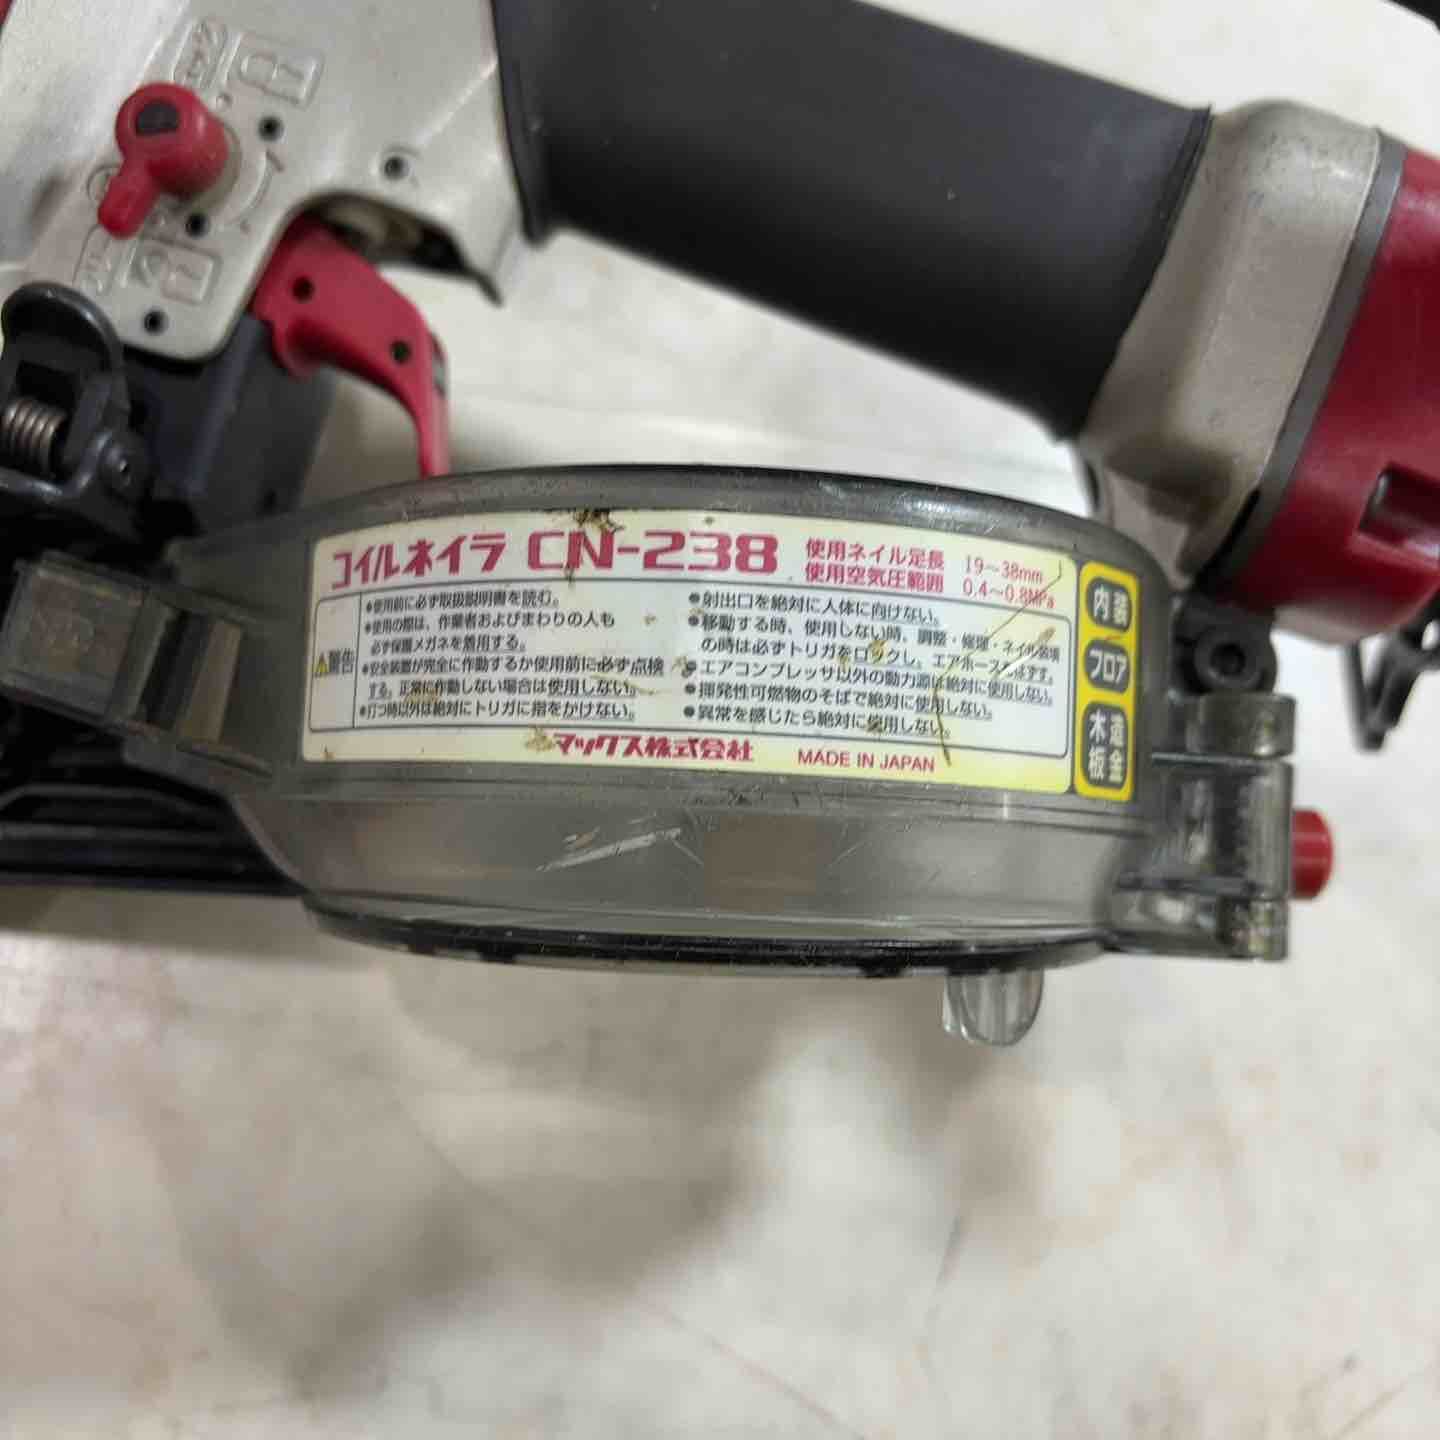 コイルネイラ CN-238
使用ネイル足長 19〜38mm
使用空気圧範囲 0.4〜0.8MPa
⚠警告
●使用前に必ず取扱説明書を読む。
●使用の際は、作業者およびまわりの人も
必ず保護メガネを着用する。
●安全装置が完全に作動するか使用前に必ず点検
する。正常に作動しない場合は使用しない。
●打つ時以外は絶対にトリガに指をかけない。
●射出口を絶対に人体に向けない。
●移動する時、使用しない時、調整・修理・ネイル装填
の時は必ずトリガをロックし、エアホースをはずす。
●エアコンプレッサ以外の動力源は絶対に使用しない。
●揮発性可燃物のそばで絶対に使用しない。
●異常を感じたら絶対に使用しない。
マックス株式会社 MADE IN JAPAN
内装
フロア
木板